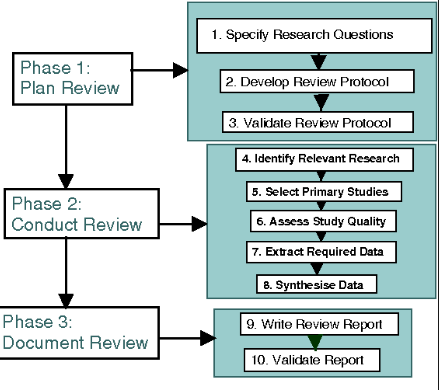 Phase 1:
Plan Review
1. Specify Research Questions
2. Develop Review Protocol
3. Validate Review Protocol
Phase 2:
Conduct Review
4. Identify Relevant Research
5. Select Primary Studies
6. Assess Study Quality
7. Extract Required Data
8. Synthesise Data
Phase 3:
Document Review
9. Write Review Report
10. Validate Report